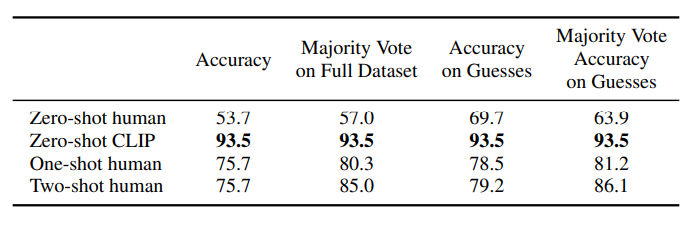 Accuracy Majority Vote on Full Dataset Accuracy on Guesses Majority Vote Accuracy on Guesses
Zero-shot human 53.7 57.0 69.7 63.9
Zero-shot CLIP 93.5 93.5 93.5 93.5
One-shot human 75.7 80.3 78.5 81.2
Two-shot human 75.7 85.0 79.2 86.1